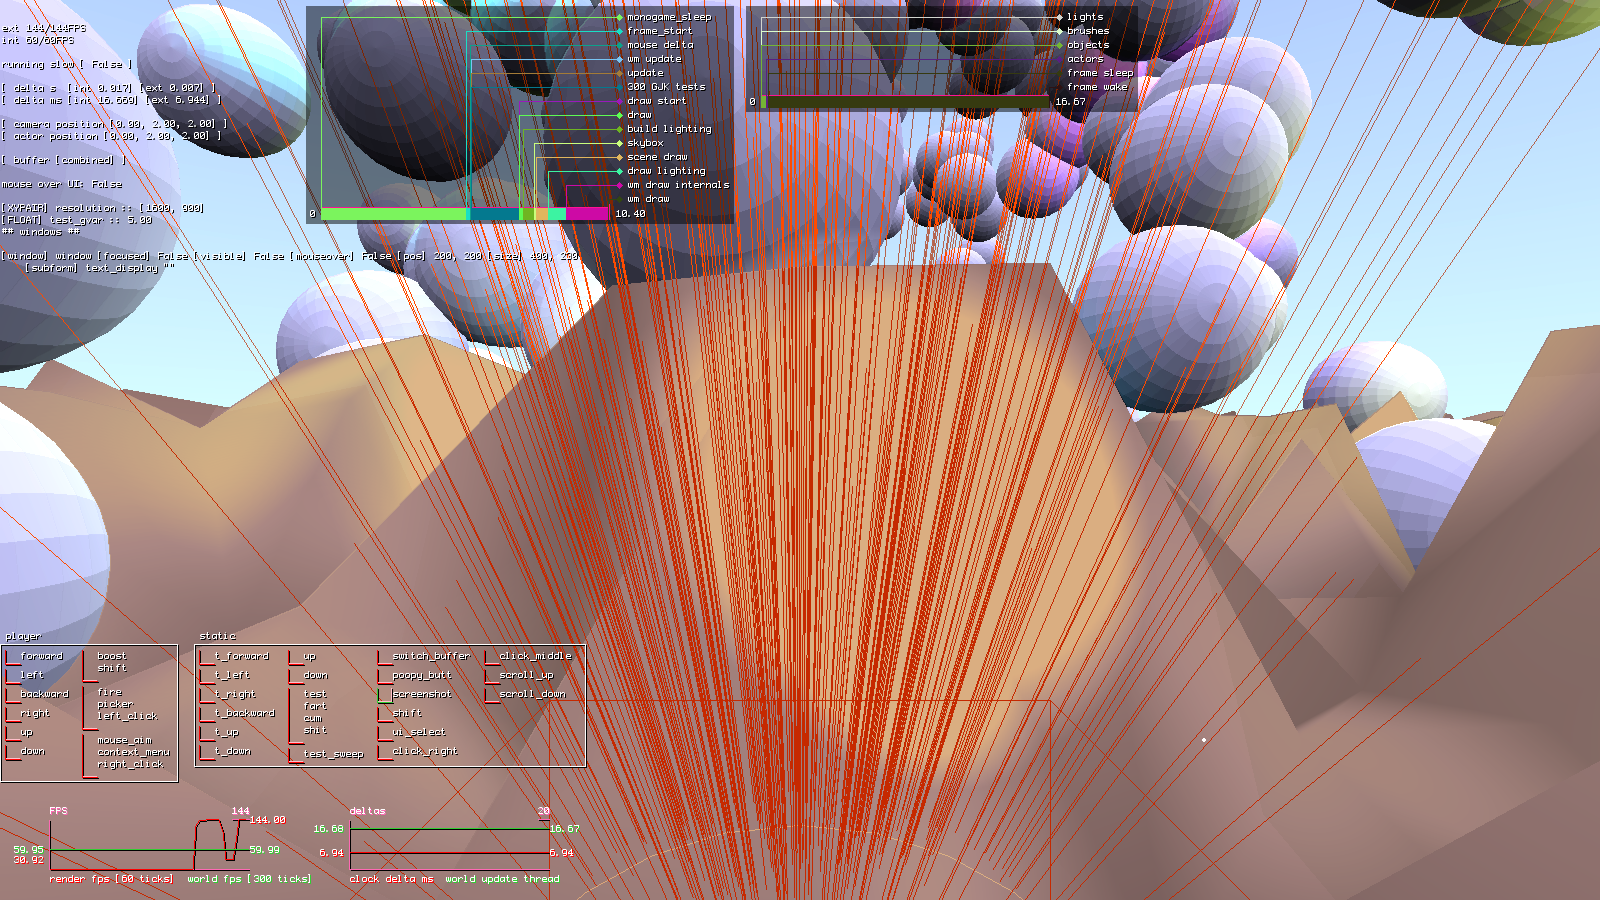 ext 144/144FPS
int 60/60FPS
running slow [ False ]
[ delta s  [int 0.017] [ext 0.007] ]
[ delta ms [int 16.669] [ext 6.944] ]
[ camera position [0.00, 2.00, 2.00] ]
[ actor position [0.00, 2.00, 2.00] ]
[ buffer [combined] ]
mouse over UI: False
[XYPAIR] resolution :: [1600, 900]
[FLOAT] test_gvar :: 5.00
## windows ##
[window] window [focused] False [visible] False [mouseover] False [pos] 200, 200 [size] 400, 200
[subform] text_display ""
monogame_sleep
frame_start
mouse delta
wm update
update
300 GJK tests
draw start
draw
build lighting
skybox
scene draw
draw lighting
wm draw internals
wm draw
0
10.40
lights
brushes
objects
actors
frame sleep
frame wake
0
16.67
player
forward
left
backward
right
up
down
boost
shift
fire
picker
left_click
mouse_aim
context_menu
right_click
static
t_forward
t_left
t_right
t_backward
t_up
t_down
up
down
test
fart
cum
shit
test_sweep
switch_buffer
poopy_butt
screenshot
shift
ui_select
click_right
click_middle
scroll_up
scroll_down
FPS
144
144.00
59.95
30.92
59.99
render fps [60 ticks]
world fps [300 ticks]
deltas
20
16.68
16.67
6.94
6.94
clock delta ms
world update thread